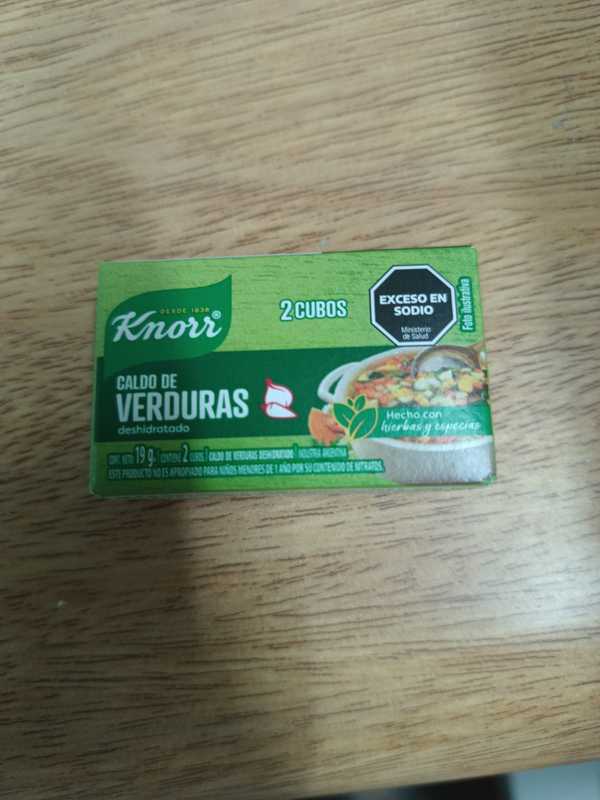 DESDE 1838
Knorr®
2 CUBOS
EXCESO EN
SODIO
Ministerio
de Salud
Foto ilustrativa
CALDO DE
VERDURAS
deshidratado
Hecho con
hierbas y especias
CONT. NETO 19 g. CONTIENE 2 CUBOS CALDO DE VERDURAS DESHIDRATADO INDUSTRIA ARGENTINA
ESTE PRODUCTO NO ES APROPIADO PARA NIÑOS MENORES DE 1 AÑO POR SU CONTENIDO DE NITRATOS.